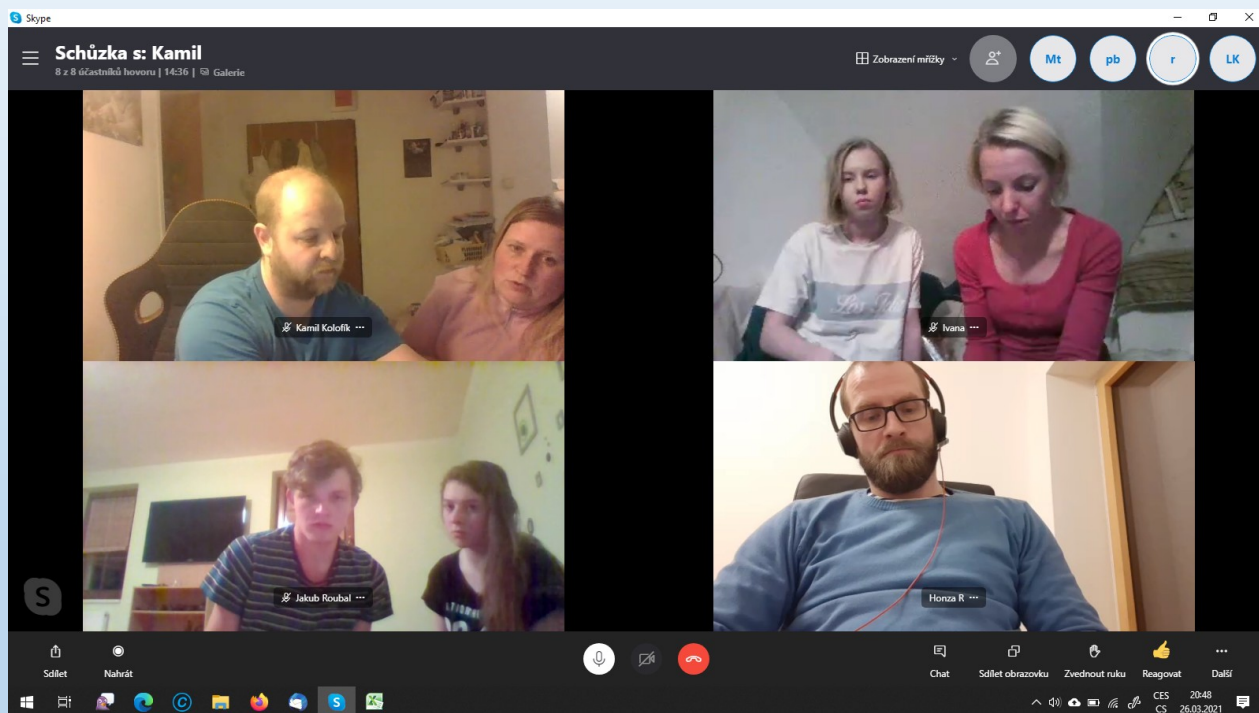 Skype
Schůzka s: Kamil
8 z 8 účastníků hovoru | 14:36 | Galerie
Zobrazení mřížky
Mt
pb
r
LK
Kamil Kolofík
Ivana
Jakub Roubal
Honza R
S
Sdílet
Nahrát
Chat
Sdílet obrazovku
Zvednout ruku
Reagovat
Další
CES
CS
20:48
26.03.2021